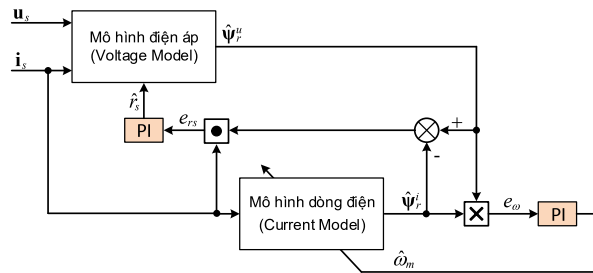 u_s
Mô hình điện áp
(Voltage Model)
ψ̂_r^u
i_s
r̂_s
PI
e_rs
+
-
Mô hình dòng điện
(Current Model)
ψ̂_r^i
e_ω
PI
ω̂_m